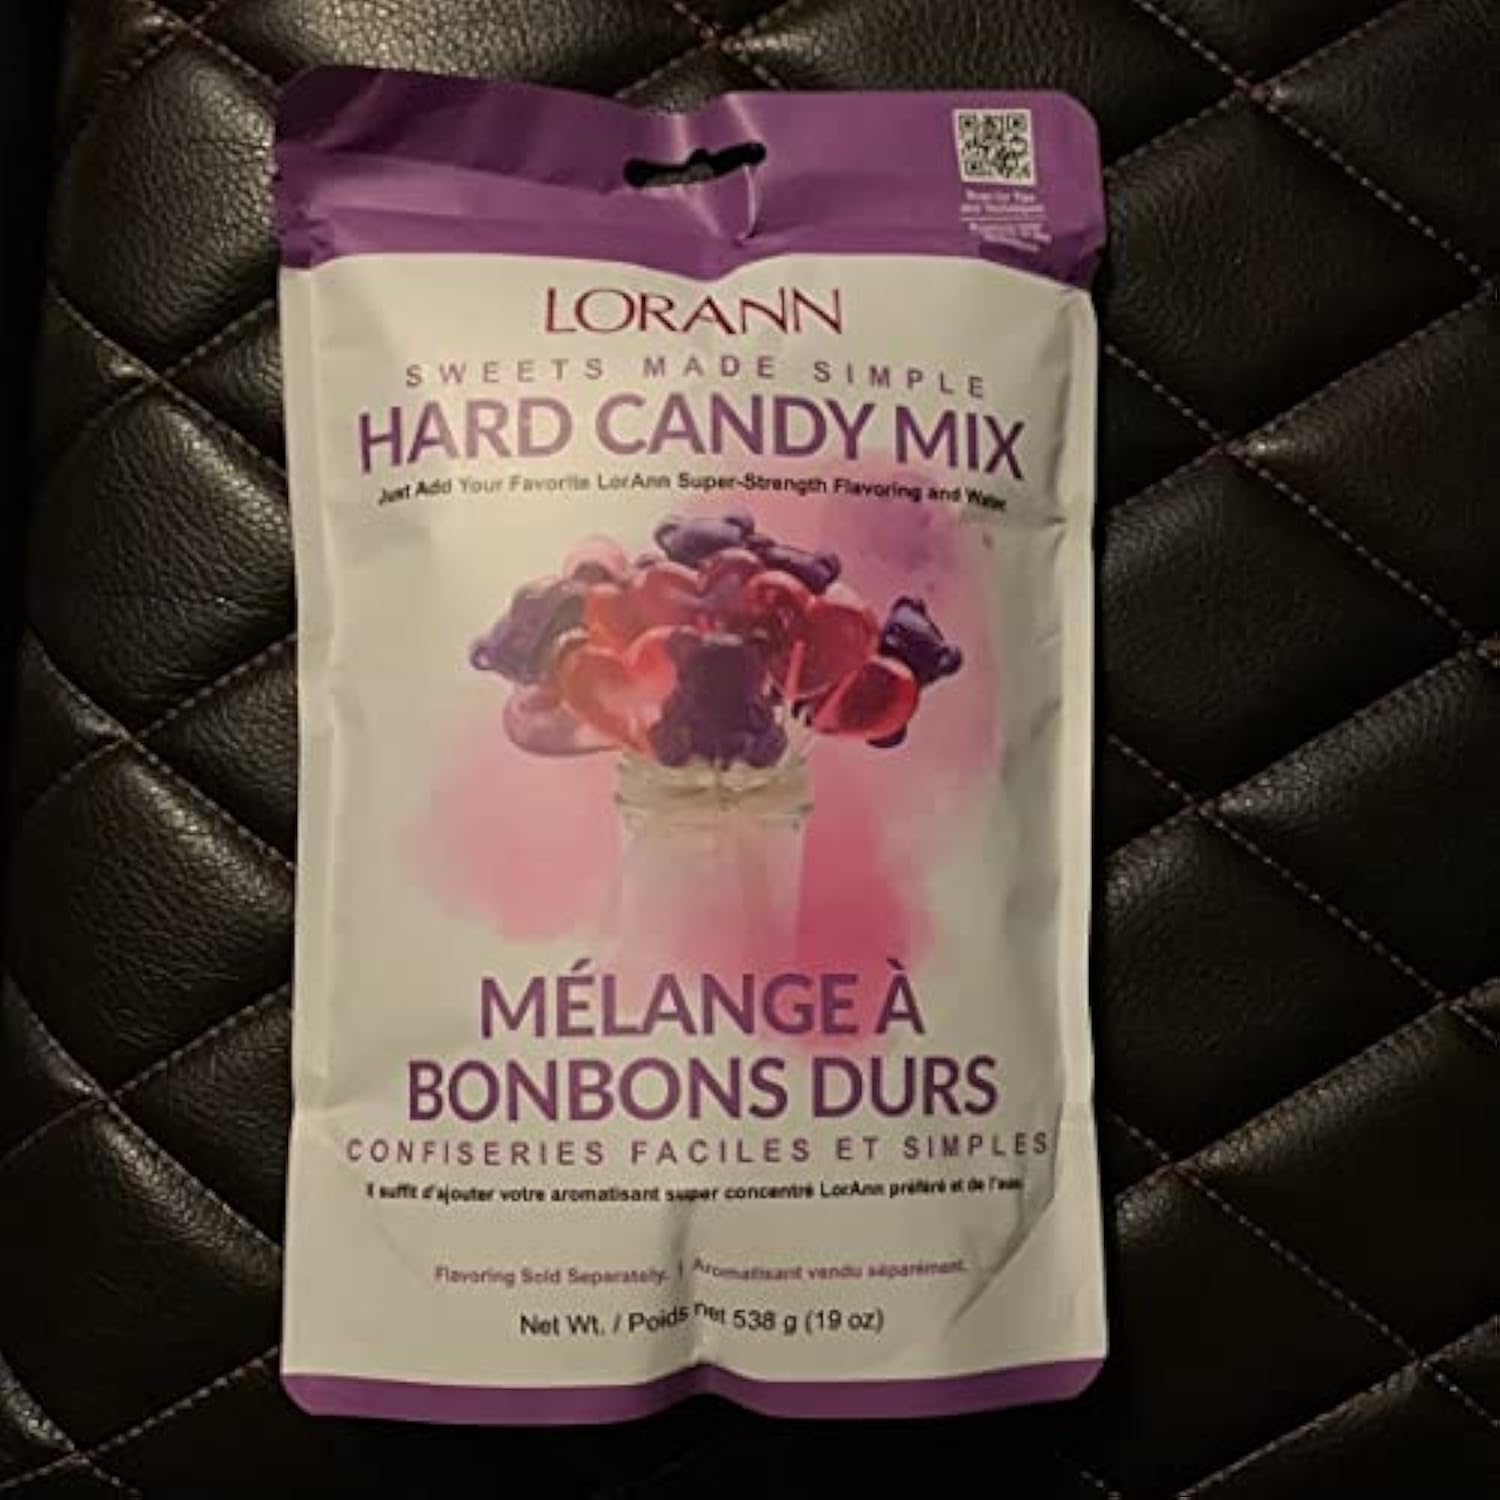 LORANN
SWEETS MADE SIMPLE
HARD CANDY MIX
Just Add Your Favorite LorAnn Super-Strength Flavoring and Water
MÉLANGE À
BONBONS DURS
CONFISERIES FACILES ET SIMPLES
Il suffit d'ajouter votre aromatisant super concentré LorAnn préféré et de l'eau
Flavoring Sold Separately. | Aromatisant vendu séparément.
Net Wt. / Poids net 538 g (19 oz)